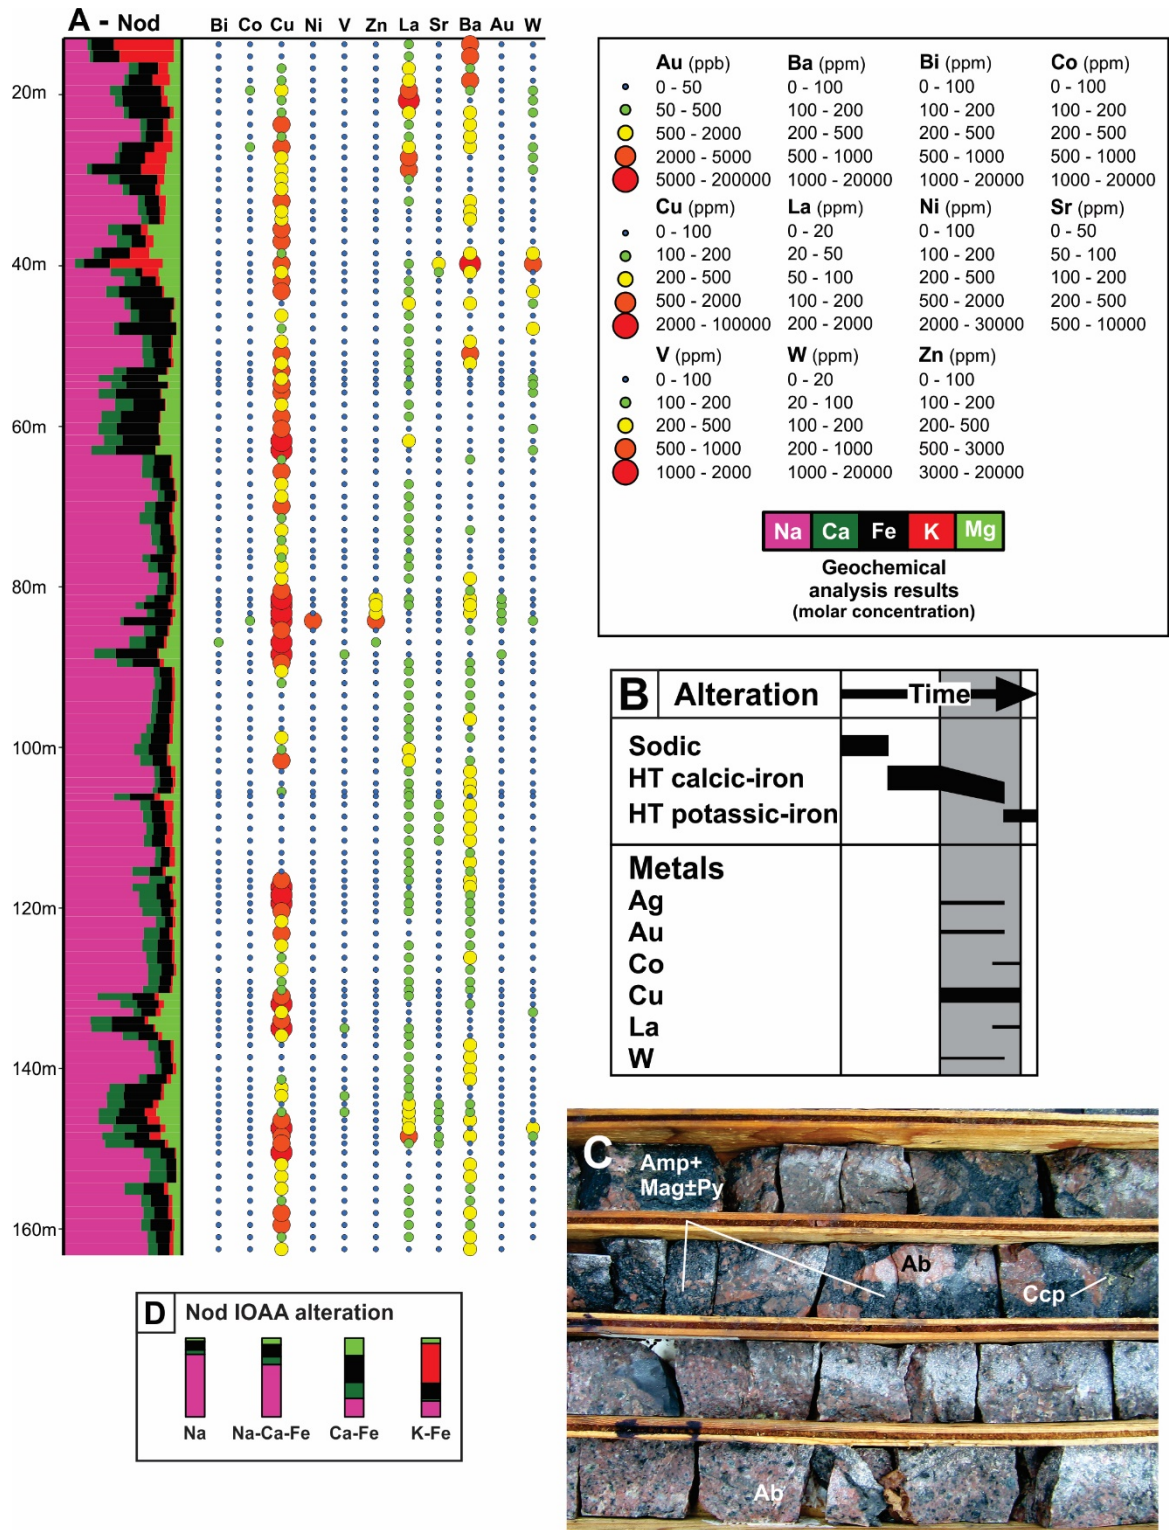 A - Nod
Bi Co Cu Ni V Zn La Sr Ba Au W
20m
40m
60m
80m
100m
120m
140m
160m
Au (ppb) Ba (ppm) Bi (ppm) Co (ppm)
0 - 50 0 - 100 0 - 100 0 - 100
50 - 500 100 - 200 100 - 200 100 - 200
500 - 2000 200 - 500 200 - 500 200 - 500
2000 - 5000 500 - 1000 500 - 1000 500 - 1000
5000 - 200000 1000 - 20000 1000 - 20000 1000 - 20000
Cu (ppm) La (ppm) Ni (ppm) Sr (ppm)
0 - 100 0 - 20 0 - 100 0 - 50
100 - 200 20 - 50 100 - 200 50 - 100
200 - 500 50 - 100 200 - 500 100 - 200
500 - 2000 100 - 200 500 - 2000 200 - 500
2000 - 100000 200 - 2000 2000 - 30000 500 - 10000
V (ppm) W (ppm) Zn (ppm)
0 - 100 0 - 20 0 - 100
100 - 200 20 - 100 100 - 200
200 - 500 100 - 200 200- 500
500 - 1000 200 - 1000 500 - 3000
1000 - 2000 1000 - 20000 3000 - 20000
Na Ca Fe K Mg
Geochemical
analysis results
(molar concentration)
B Alteration Time
Sodic
HT calcic-iron
HT potassic-iron
Metals
Ag
Au
Co
Cu
La
W
C
Amp+
Mag±Py
Ab
Ccp
Ab
D Nod IOAA alteration
Na Na-Ca-Fe Ca-Fe K-Fe